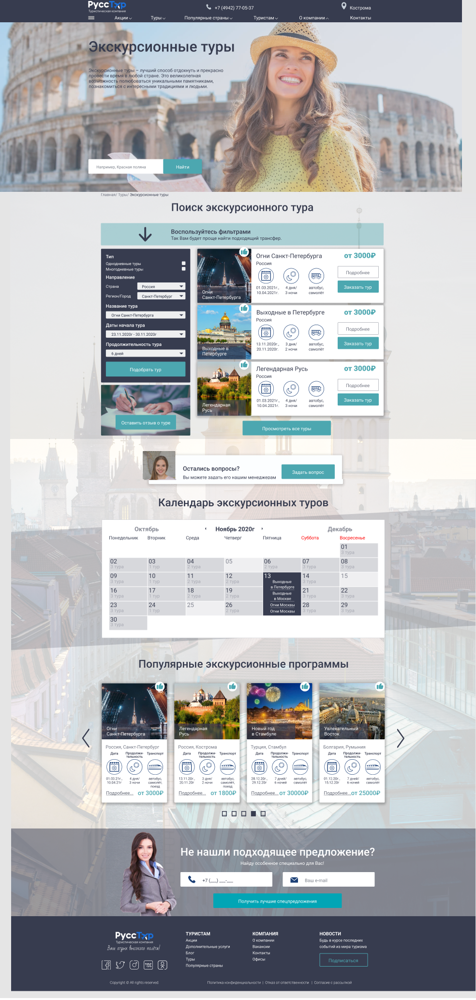 РуссТур
Туристическая компания
+7 (4942) 77-05-37
Кострома
Акции
Туры
Популярные страны
Туристам
О компании
Контакты
Экскурсионные туры
Экскурсионные туры – лучший способ отдохнуть и прекрасно
провести время в любой стране. Это великолепная
возможность полюбоваться уникальными памятниками,
познакомиться с интересными традициями и людьми.
Например, Красная поляна
Найти
Главная/ Туры/ Экскурсионные туры
Поиск экскурсионного тура
Воспользуйтесь фильтрами
Так Вам будет проще найти подходящий трансфер.
Тип
Однодневные туры
Многодневные туры
Направление
Страна
Россия
Регион/Город
Санкт-Петербург
Название тура
Огни Санкт-Петербурга
Даты начала тура
23.11.2020г - 30.11.2020г
Продолжительность тура
6 дней
Подобрать тур
Оставить отзыв о туре
Огни
Санкт-Петербурга
Огни Санкт-Петербурга
Россия
01.03.2021г.,
10.04.2021г.
4 дня/
3 ночи
автобус,
самолёт
от 3000₽
Подробнее
Заказать тур
Выходные в
Петербурге
Выходные в Петербурге
Россия
13.11.2020г.,
20.11.2020г.
3 дня/
2 ночи
автобус,
самолёт
от 3000₽
Подробнее
Заказать тур
Легендарная
Русь
Легендарная Русь
Россия
01.03.2021г.,
10.04.2021г.
4 дня/
3 ночи
автобус,
самолёт
от 3000₽
Подробнее
Заказать тур
Просмотреть все туры
Остались вопросы?
Вы можете задать его нашим менеджерам
Задать вопрос
Календарь экскурсионных туров
Октябрь
Ноябрь 2020г
Декабрь
Понедельник Вторник Среда Четверг Пятница Суббота Воскресенье
01
3 тура
02 03 04 05 06 07 08
3 тура 1 тур 2 тура 2 тура 3 тура 3 тура
09 10 11 12 13 14 15
3 тура 1 тур 2 тура 2 тура 3 тура
Выходные
в Петербурге
Выходные
в Москве
Огни Москвы
Огни Москвы
16 17 18 19 21 22
3 тура 1 тур 2 тура 2 тура 3 тура 3 тура
23 24 25 26 28 29
3 тура 1 тур 2 тура 3 тура 3 тура
30
3 тура
Популярные экскурсионные программы
Огни
Санкт-Петербурга
Россия, Санкт-Петербург
Дата
Продолжи-
тельность
Транспорт
01.03.21г.,
10.04.21г
4 дня/
3 ночи
автобус,
самолёт,
поезд
Подробнее...
от 3000₽
Легендарная
Русь
Россия, Кострома
Дата
Продолжи-
тельность
Транспорт
13.11.20г.,
20.11.20г
3 дня/
2 ночи
автобус,
самолёт,
поезд
Подробнее...
от 1800₽
Новый год
в Стамбуле
Турция, Стамбул
Дата
Продолжи-
тельность
Транспорт
28.12.20г.,
29.12.20г
7 дней/
6 ночей
автобус,
самолёт
Подробнее...
от 30000₽
Увлекательный
Восток
Болгария, Румыния
Дата
Продолжи-
тельность
Транспорт
01.12.20г.,
15.12.20г
7 дней/
6 ночей
автобус,
самолёт
Подробнее...
от 25000₽
Не нашли подходящее предложение?
Найду особенное специально для Вас!
+7 (___) ___-___
Ваш e-mail
Получить лучшие спецпредложения
РуссТур
Туристическая компания
Ваш отдых высокого полёта!
ТУРИСТАМ
Акции
Дополнительные услуги
Блог
Туры
Популярные страны
КОМПАНИЯ
О компании
Вакансии
Контакты
Офисы
НОВОСТИ
Будь в курсе последних
событий из мира туризма
Подписаться
Copyright © All rights reserved.
Политика конфиденциальности | Отказ от ответственности | Согласие с рассылкой